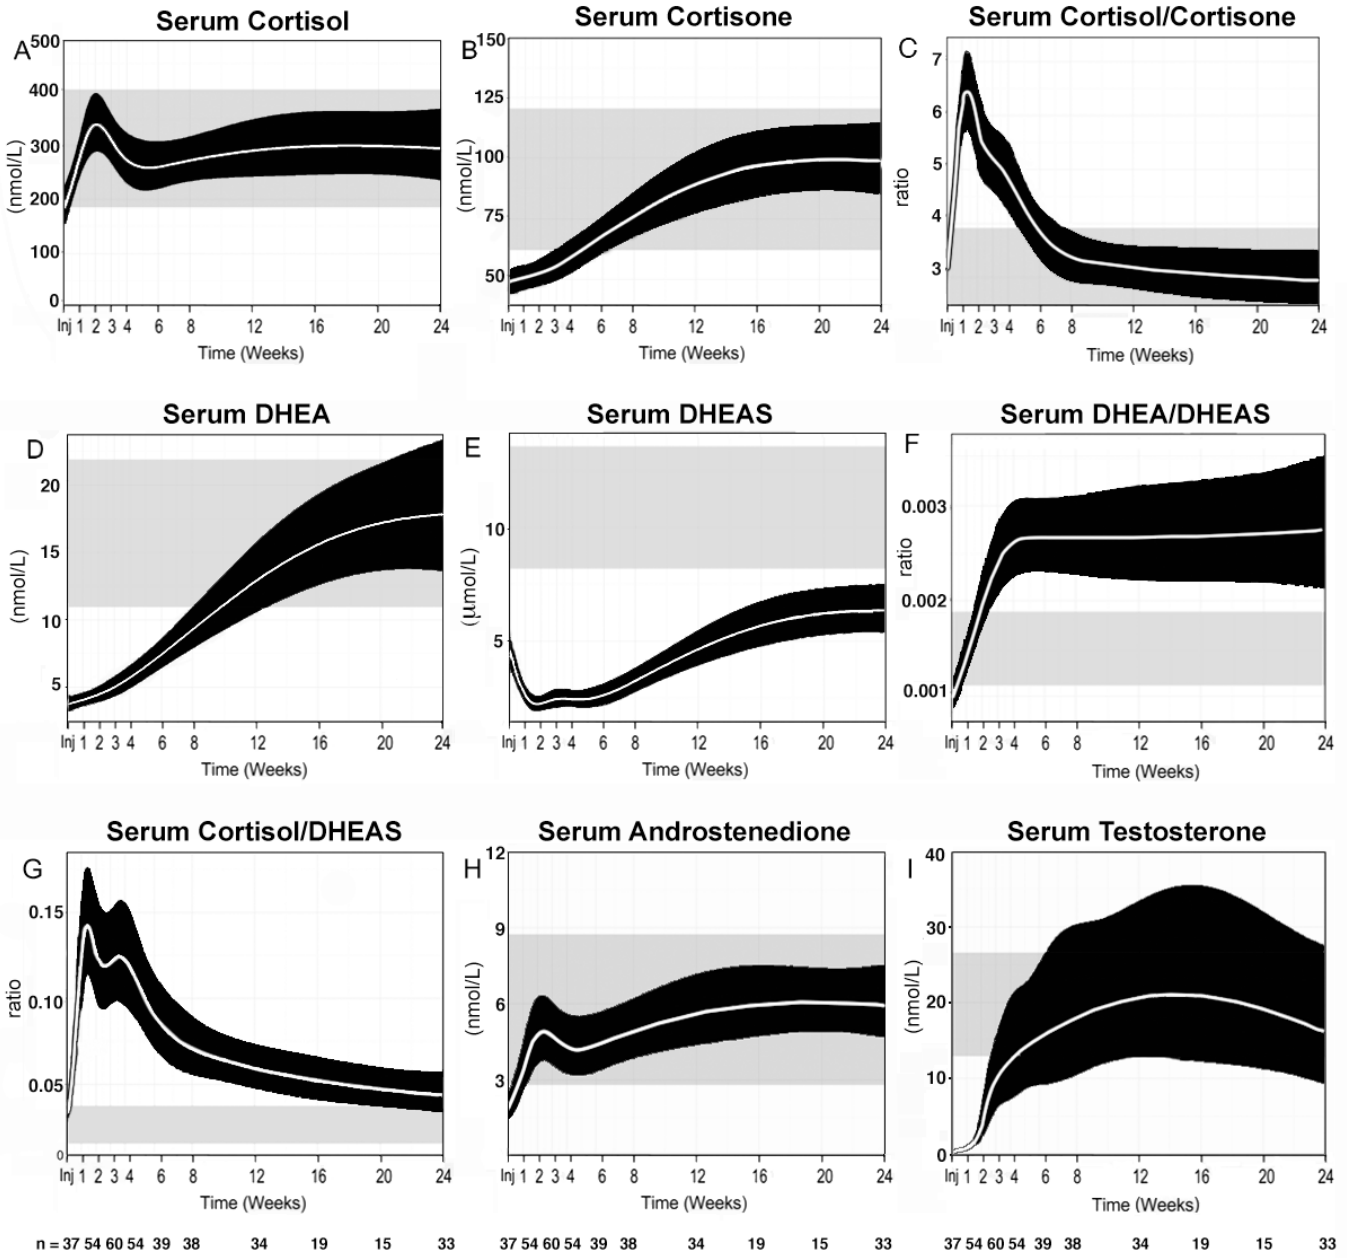 Serum Cortisol
A
500
400
300
200
100
0
(nmol/L)
Inj 1 2 3 4 6 8 12 16 20 24
Time (Weeks)
Serum Cortisone
B
150
125
100
75
50
(nmol/L)
Inj 1 2 3 4 6 8 12 16 20 24
Time (Weeks)
Serum Cortisol/Cortisone
C
7
6
5
4
3
ratio
Inj 1 2 3 4 6 8 12 16 20 24
Time (Weeks)
Serum DHEA
D
20
15
10
5
(nmol/L)
Inj 1 2 3 4 6 8 12 16 20 24
Time (Weeks)
Serum DHEAS
E
10
5
(µmol/L)
Inj 1 2 3 4 6 8 12 16 20 24
Time (Weeks)
Serum DHEA/DHEAS
F
0.003
0.002
0.001
ratio
Inj 1 2 3 4 6 8 12 16 20 24
Time (Weeks)
Serum Cortisol/DHEAS
G
0.15
0.10
0.05
0
ratio
Inj 1 2 3 4 6 8 12 16 20 24
Time (Weeks)
Serum Androstenedione
H
12
9
6
3
(nmol/L)
Inj 1 2 3 4 6 8 12 16 20 24
Time (Weeks)
Serum Testosterone
I
40
30
20
10
0
(nmol/L)
Inj 1 2 3 4 6 8 12 16 20 24
Time (Weeks)
n = 37 54 60 54 39 38 34 19 15 33
37 54 60 54 39 38 34 19 15 33
37 54 60 54 39 38 34 19 15 33